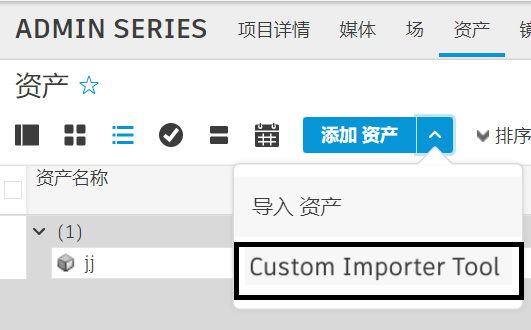 ADMIN SERIES 项目详情 媒体 场 资产
资产
添加 资产 排序
资产名称
导入 资产
(1)
jj
Custom Importer Tool